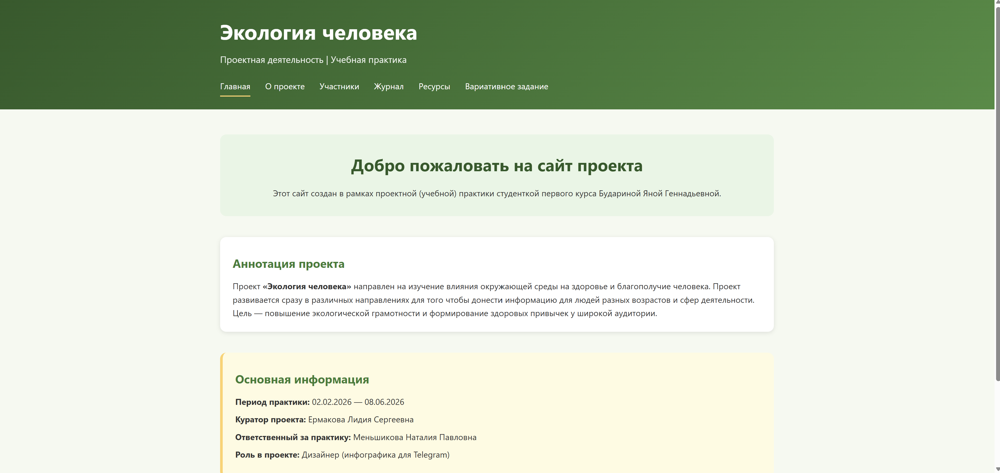 Экология человека
Проектная деятельность | Учебная практика
Главная О проекте Участники Журнал Ресурсы Вариативное задание
Добро пожаловать на сайт проекта
Этот сайт создан в рамках проектной (учебной) практики студенткой первого курса Будариной Яной Геннадьевной.
Аннотация проекта
Проект «Экология человека» направлен на изучение влияния окружающей среды на здоровье и благополучие человека. Проект
развивается сразу в различных направлениях для того чтобы донести информацию для людей разных возрастов и сфер деятельности.
Цель — повышение экологической грамотности и формирование здоровых привычек у широкой аудитории.
Основная информация
Период практики: 02.02.2026 — 08.06.2026
Куратор проекта: Ермакова Лидия Сергеевна
Ответственный за практику: Меньшикова Наталия Павловна
Роль в проекте: Дизайнер (инфографика для Telegram)